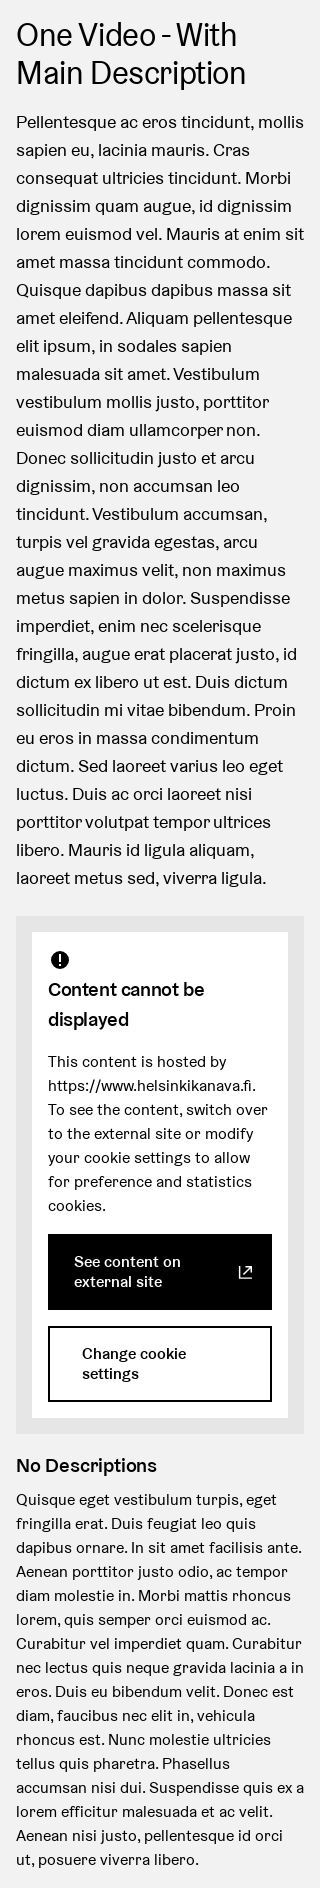 One Video - With
Main Description
Pellentesque ac eros tincidunt, mollis
sapien eu, lacinia mauris. Cras
consequat ultricies tincidunt. Morbi
dignissim quam augue, id dignissim
lorem euismod vel. Mauris at enim sit
amet massa tincidunt commodo.
Quisque dapibus dapibus massa sit
amet eleifend. Aliquam pellentesque
elit ipsum, in sodales sapien
malesuada sit amet. Vestibulum
vestibulum mollis justo, porttitor
euismod diam ullamcorper non.
Donec sollicitudin justo et arcu
dignissim, non accumsan leo
tincidunt. Vestibulum accumsan,
turpis vel gravida egestas, arcu
augue maximus velit, non maximus
metus sapien in dolor. Suspendisse
imperdiet, enim nec scelerisque
fringilla, augue erat placerat justo, id
dictum ex libero ut est. Duis dictum
sollicitudin mi vitae bibendum. Proin
eu eros in massa condimentum
dictum. Sed laoreet varius leo eget
luctus. Duis ac orci laoreet nisi
porttitor volutpat tempor ultrices
libero. Mauris id ligula aliquam,
laoreet metus sed, viverra ligula.
Content cannot be
displayed
This content is hosted by
https://www.helsinkikanava.fi.
To see the content, switch over
to the external site or modify
your cookie settings to allow
for preference and statistics
cookies.
See content on
external site
Change cookie
settings
No Descriptions
Quisque eget vestibulum turpis, eget
fringilla erat. Duis feugiat leo quis
dapibus ornare. In sit amet facilisis ante.
Aenean porttitor justo odio, ac tempor
diam molestie in. Morbi mattis rhoncus
lorem, quis semper orci euismod ac.
Curabitur vel imperdiet quam. Curabitur
nec lectus quis neque gravida lacinia a in
eros. Duis eu bibendum velit. Donec est
diam, faucibus nec elit in, vehicula
rhoncus est. Nunc molestie ultricies
tellus quis pharetra. Phasellus
accumsan nisi dui. Suspendisse quis ex a
lorem efficitur malesuada et ac velit.
Aenean nisi justo, pellentesque id orci
ut, posuere viverra libero.